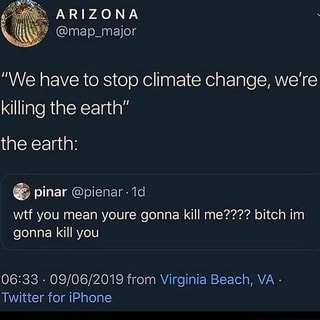 ARIZONA
@map_major
“We have to stop climate change, we’re
killing the earth”
the earth:
pinar @pienar · 1d
wtf you mean youre gonna kill me???? bitch im
gonna kill you
06:33 · 09/06/2019 from Virginia Beach, VA ·
Twitter for iPhone